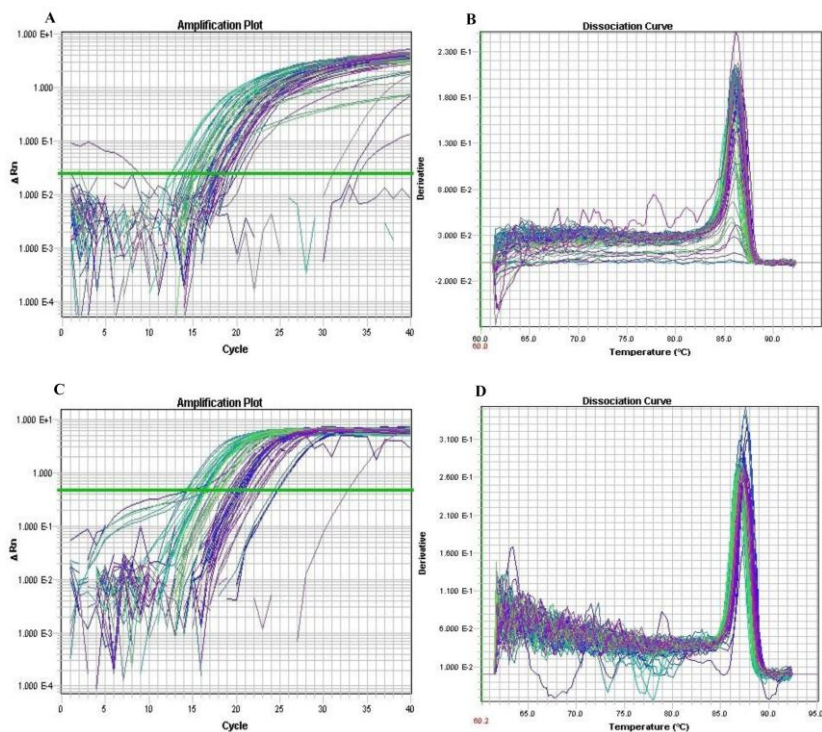 A
Amplification Plot
1.000 E+1
1.000
1.000 E-1
1.000 E-2
1.000 E-3
1.000 E-4
Δ Rn
0
5
10
15
20
25
30
35
40
Cycle
B
Dissociation Curve
2.300 E-1
1.800 E-1
1.300 E-1
8.000 E-2
3.000 E-2
-2.000 E-2
Derivative
60.0
65.0
70.0
75.0
80.0
85.0
90.0
Temperature (°C)
C
Amplification Plot
1.000 E+1
1.000
1.000 E-1
1.000 E-2
1.000 E-3
1.000 E-4
Δ Rn
0
5
10
15
20
25
30
35
40
Cycle
D
Dissociation Curve
3.100 E-1
2.600 E-1
2.100 E-1
1.600 E-1
1.100 E-1
6.000 E-2
1.000 E-2
Derivative
65.0
70.0
75.0
80.0
85.0
90.0
95.0
60.2
Temperature (°C)